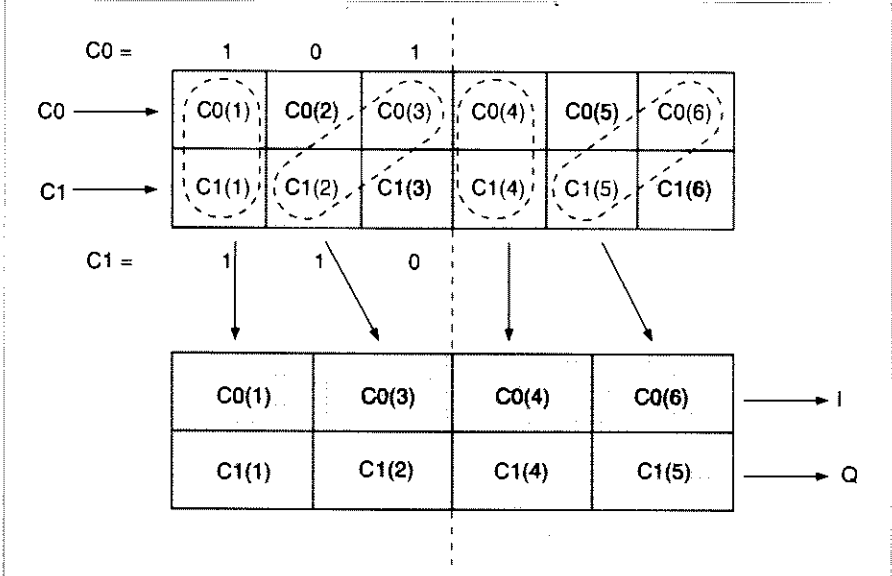 C0 = 1 0 1
C0 C0(1) C0(2) C0(3) C0(4) C0(5) C0(6)
C1 C1(1) C1(2) C1(3) C1(4) C1(5) C1(6)
C1 = 1 1 0
C0(1) C0(3) C0(4) C0(6) I
C1(1) C1(2) C1(4) C1(5) Q